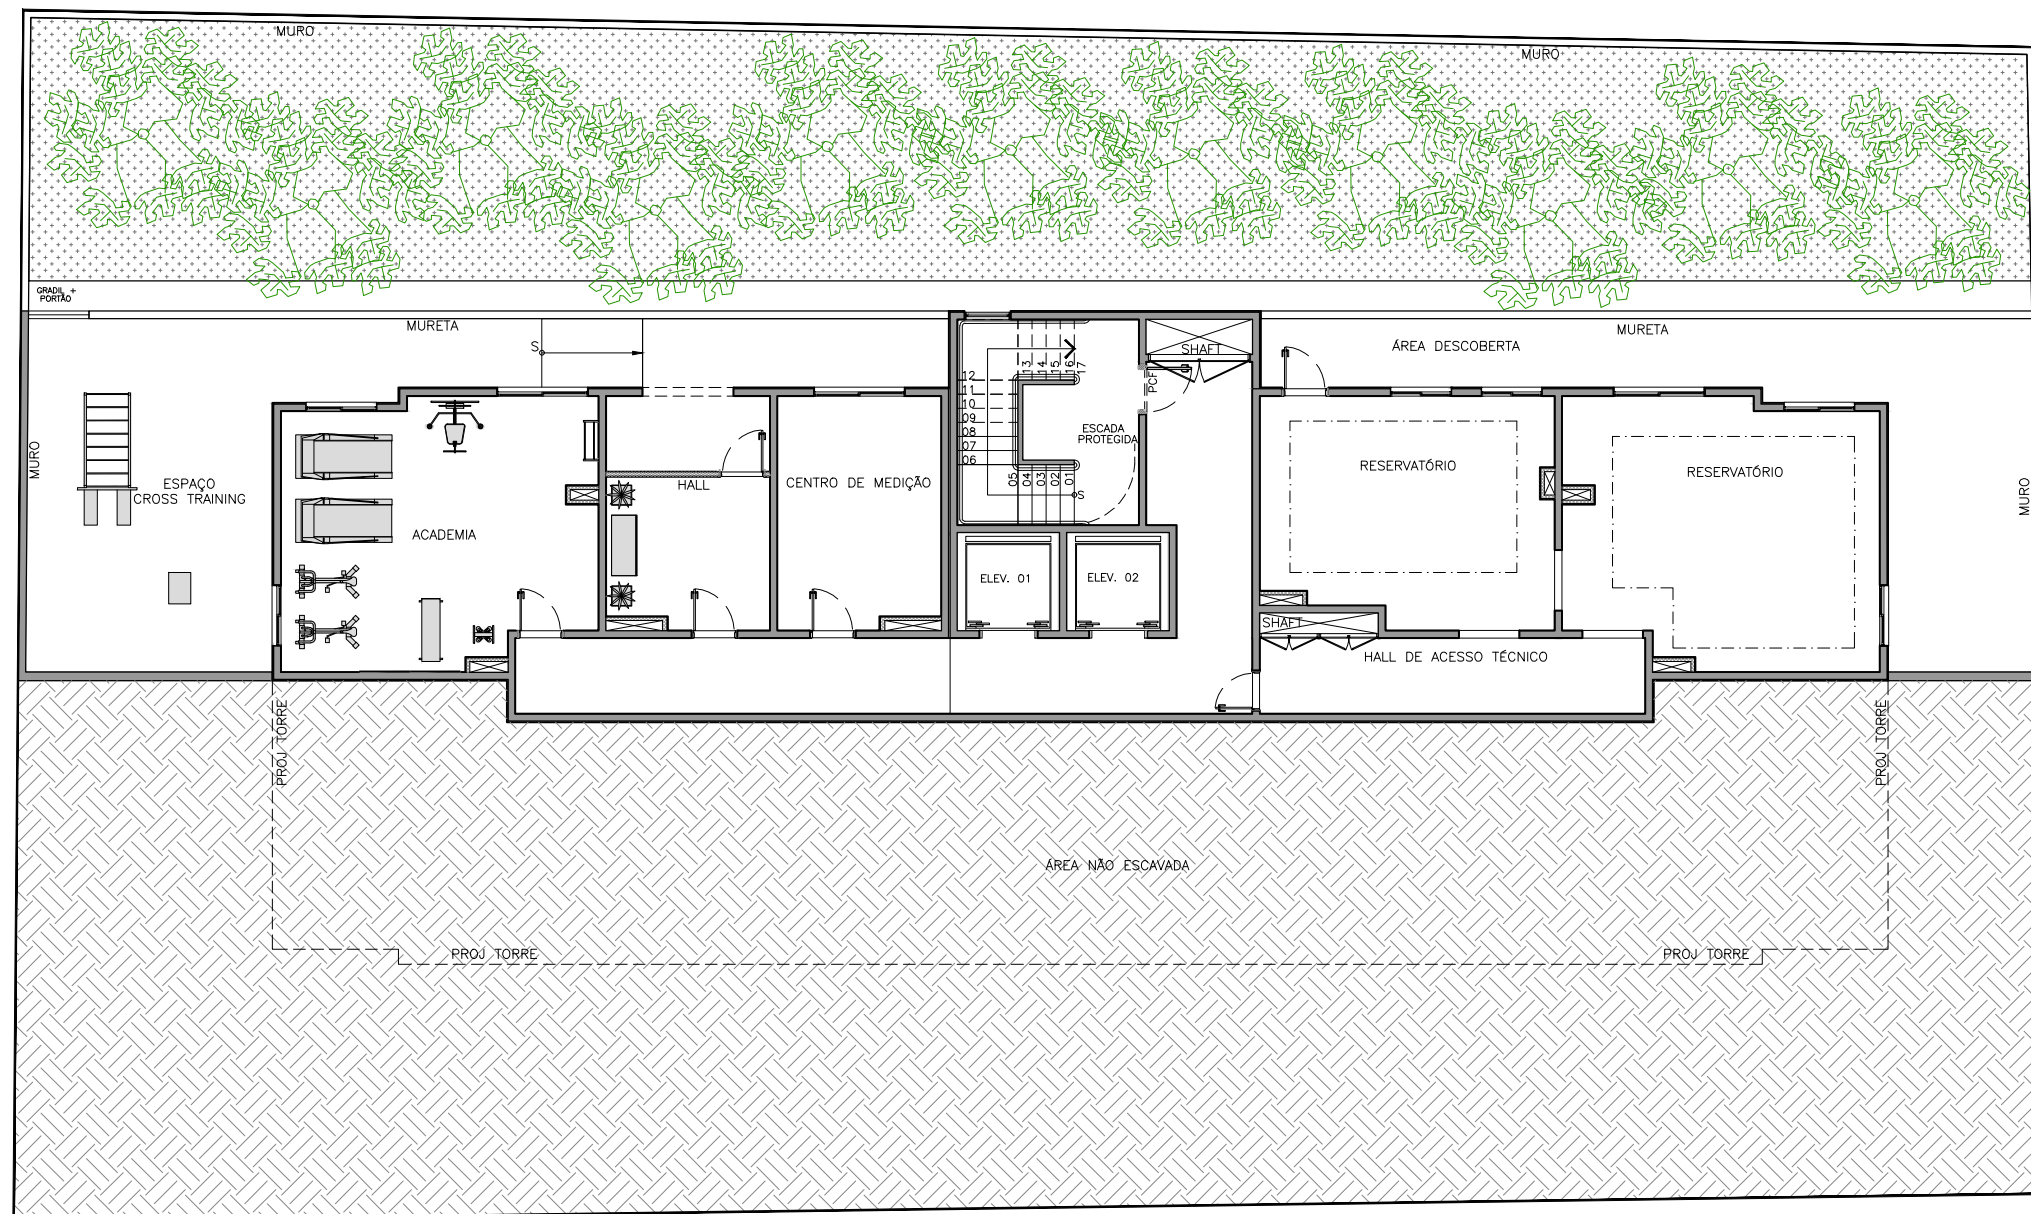 MURO
MURO
GRADIL +
PORTÃO
MURETA
MURETA
S
ÁREA DESCOBERTA
SHAFT
PCF
13
14
15
16
17
12
11
10
09
08
07
06
05
04
03
02
01
S
ESCADA
PROTEGIDA
MURO
ESPAÇO
CROSS TRAINING
ACADEMIA
HALL
CENTRO DE MEDIÇÃO
RESERVATÓRIO
RESERVATÓRIO
MURO
ELEV. 01
ELEV. 02
SHAFT
HALL DE ACESSO TÉCNICO
PROJ TORRE
PROJ TORRE
ÁREA NÃO ESCAVADA
PROJ TORRE
PROJ TORRE